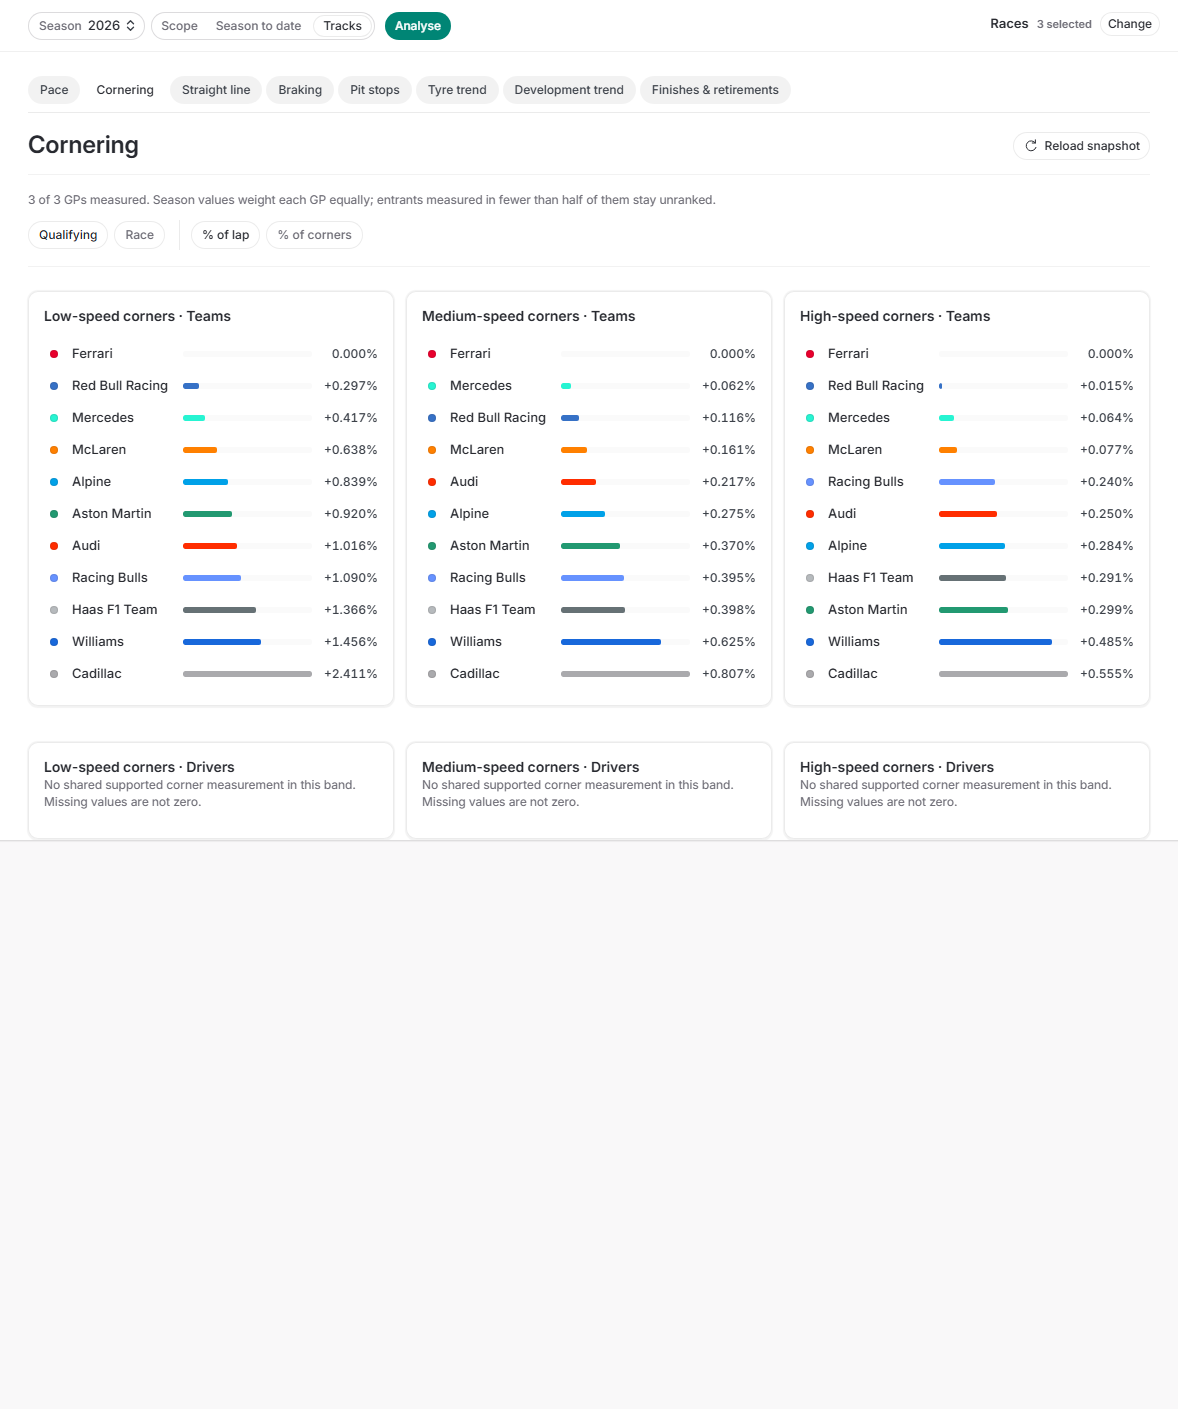 Season 2026 Scope Season to date Tracks Analyse Races 3 selected Change
Pace Cornering Straight line Braking Pit stops Tyre trend Development trend Finishes & retirements
Cornering Reload snapshot
3 of 3 GPs measured. Season values weight each GP equally; entrants measured in fewer than half of them stay unranked.
Qualifying Race % of lap % of corners
Low-speed corners · Teams
Ferrari 0.000%
Red Bull Racing +0.297%
Mercedes +0.417%
McLaren +0.638%
Alpine +0.839%
Aston Martin +0.920%
Audi +1.016%
Racing Bulls +1.090%
Haas F1 Team +1.366%
Williams +1.456%
Cadillac +2.411%
Medium-speed corners · Teams
Ferrari 0.000%
Mercedes +0.062%
Red Bull Racing +0.116%
McLaren +0.161%
Audi +0.217%
Alpine +0.275%
Aston Martin +0.370%
Racing Bulls +0.395%
Haas F1 Team +0.398%
Williams +0.625%
Cadillac +0.807%
High-speed corners · Teams
Ferrari 0.000%
Red Bull Racing +0.015%
Mercedes +0.064%
McLaren +0.077%
Racing Bulls +0.240%
Audi +0.250%
Alpine +0.284%
Haas F1 Team +0.291%
Aston Martin +0.299%
Williams +0.485%
Cadillac +0.555%
Low-speed corners · Drivers
No shared supported corner measurement in this band.
Missing values are not zero.
Medium-speed corners · Drivers
No shared supported corner measurement in this band.
Missing values are not zero.
High-speed corners · Drivers
No shared supported corner measurement in this band.
Missing values are not zero.